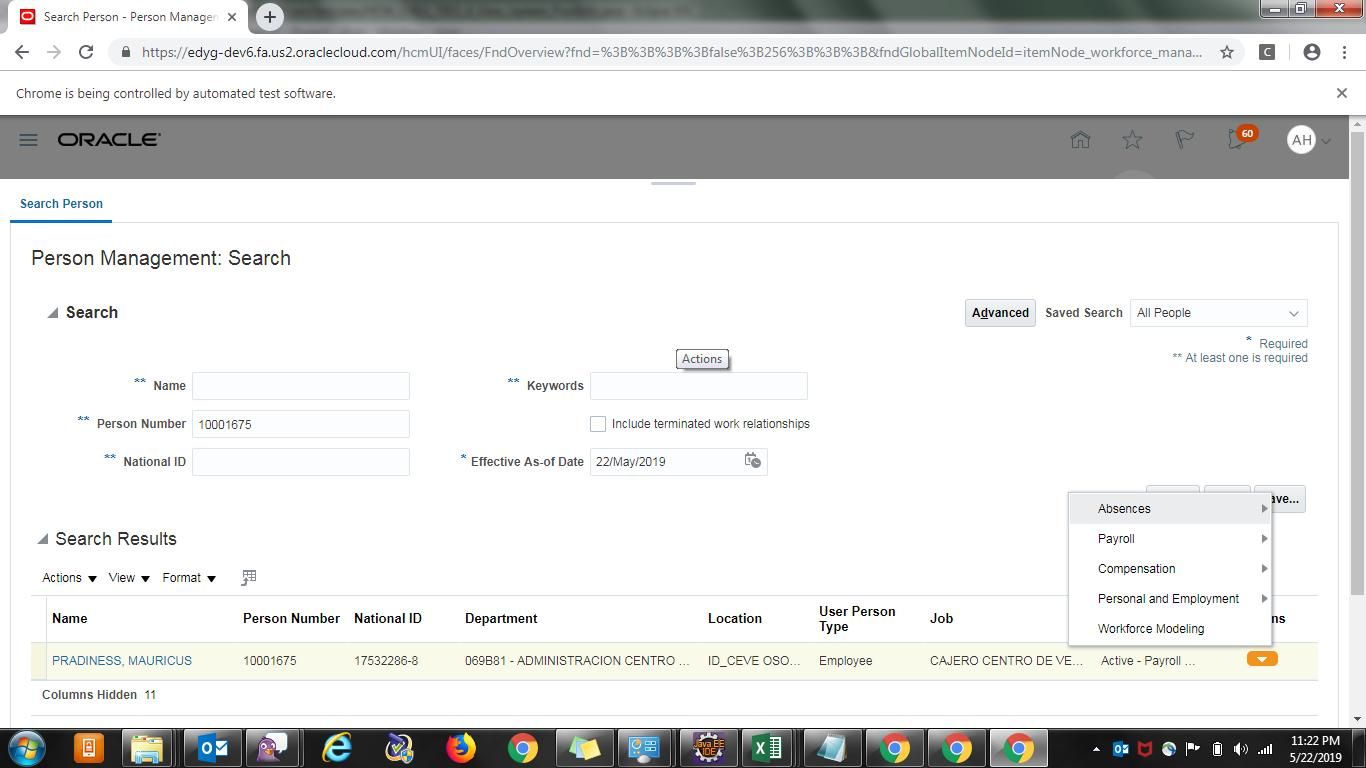 Search Person - Person Managem
https://edyg-dev6.fa.us2.oraclecloud.com/hcmUI/faces/FndOverview?fnd=%3B%3B%3B%3Bfalse%3B256%3B%3B%3B&fndGlobalItemNodeId=itemNode_workforce_mana...
C
Chrome is being controlled by automated test software.
ORACLE
60
AH
Search Person
Person Management: Search
Search
Advanced Saved Search All People
* Required
** At least one is required
Actions
** Name
** Keywords
** Person Number 10001675
Include terminated work relationships
** National ID
* Effective As-of Date 22/May/2019
ave...
Absences
Payroll
Compensation
Personal and Employment
Workforce Modeling
Search Results
Actions View Format
Name Person Number National ID Department Location User Person Type Job ns
PRADINESS, MAURICUS 10001675 17532286-8 069B81 - ADMINISTRACION CENTRO ... ID_CEVE OSO... Employee CAJERO CENTRO DE VE... Active - Payroll ...
Columns Hidden 11
Java EE
IDE
11:22 PM
5/22/2019